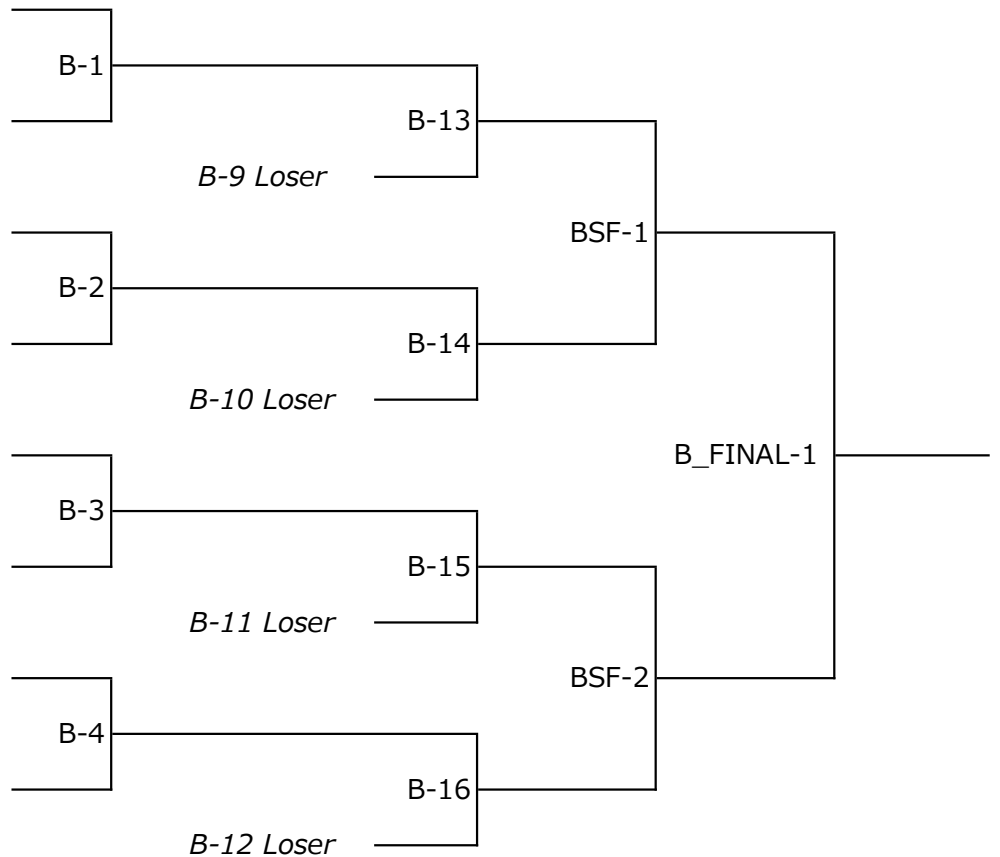 B-1
B-13
B-9 Loser
BSF-1
B-2
B-14
B-10 Loser
B_FINAL-1
B-3
B-15
B-11 Loser
BSF-2
B-4
B-16
B-12 Loser